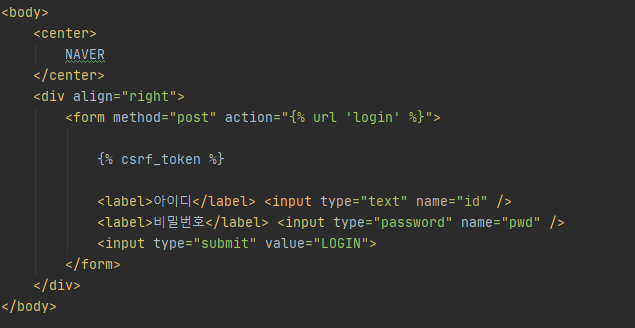 <body>
<center>
NAVER
</center>
<div align="right">
<form method="post" action="{% url 'login' %}">
{% csrf_token %}
<label>아이디</label> <input type="text" name="id" />
<label>비밀번호</label> <input type="password" name="pwd" />
<input type="submit" value="LOGIN">
</form>
</div>
</body>